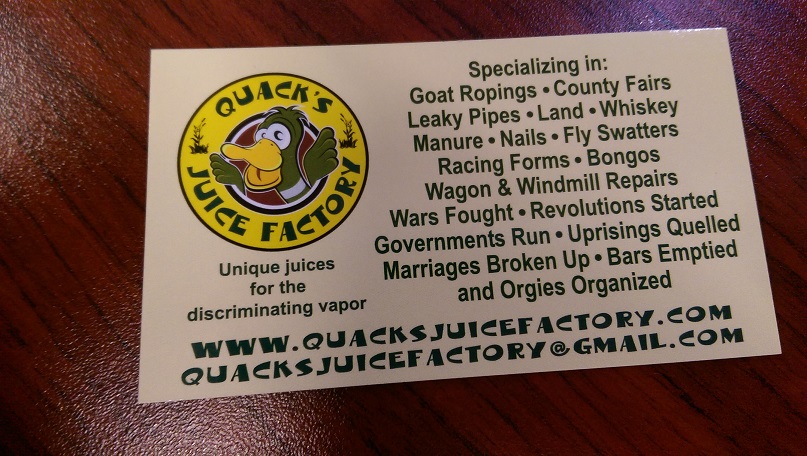 QUACK'S
JUICE FACTORY
Unique juices
for the
discriminating vapor
Specializing in:
Goat Ropings • County Fairs
Leaky Pipes • Land • Whiskey
Manure • Nails • Fly Swatters
Racing Forms • Bongos
Wagon & Windmill Repairs
Wars Fought • Revolutions Started
Governments Run • Uprisings Quelled
Marriages Broken Up • Bars Emptied
and Orgies Organized
WWW.QUACKSJUICEFACTORY.COM
QUACKSJUICEFACTORY@GMAIL.COM